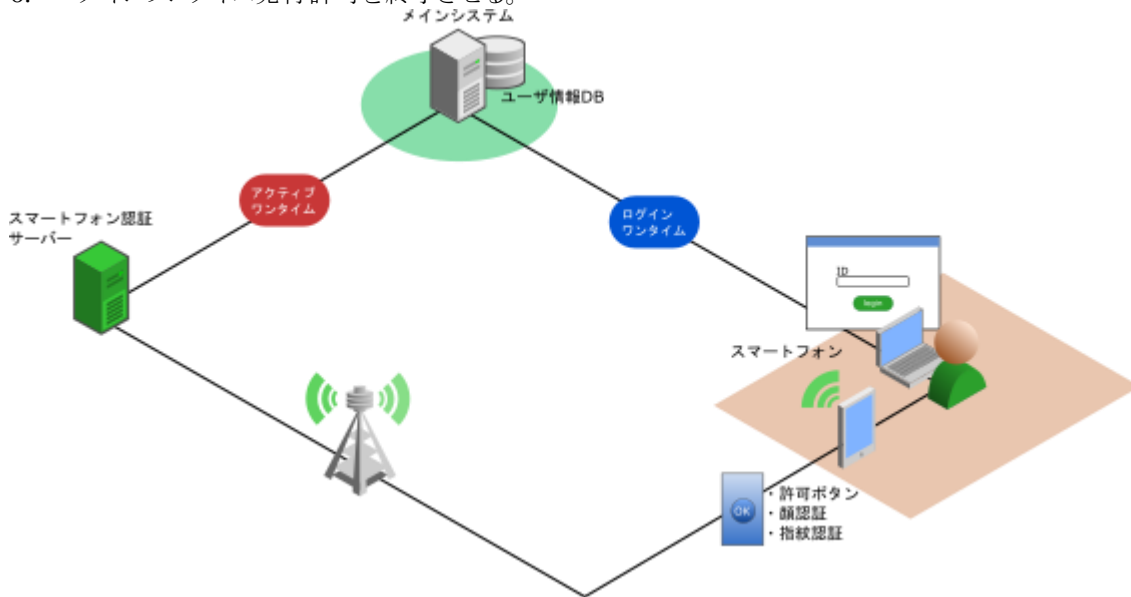 メインシステム
ユーザ情報DB
アクティブ
ワンタイム
ログイン
ワンタイム
スマートフォン認証
サーバー
ID
login
スマートフォン
OK
・許可ボタン
・顔認証
・指紋認証